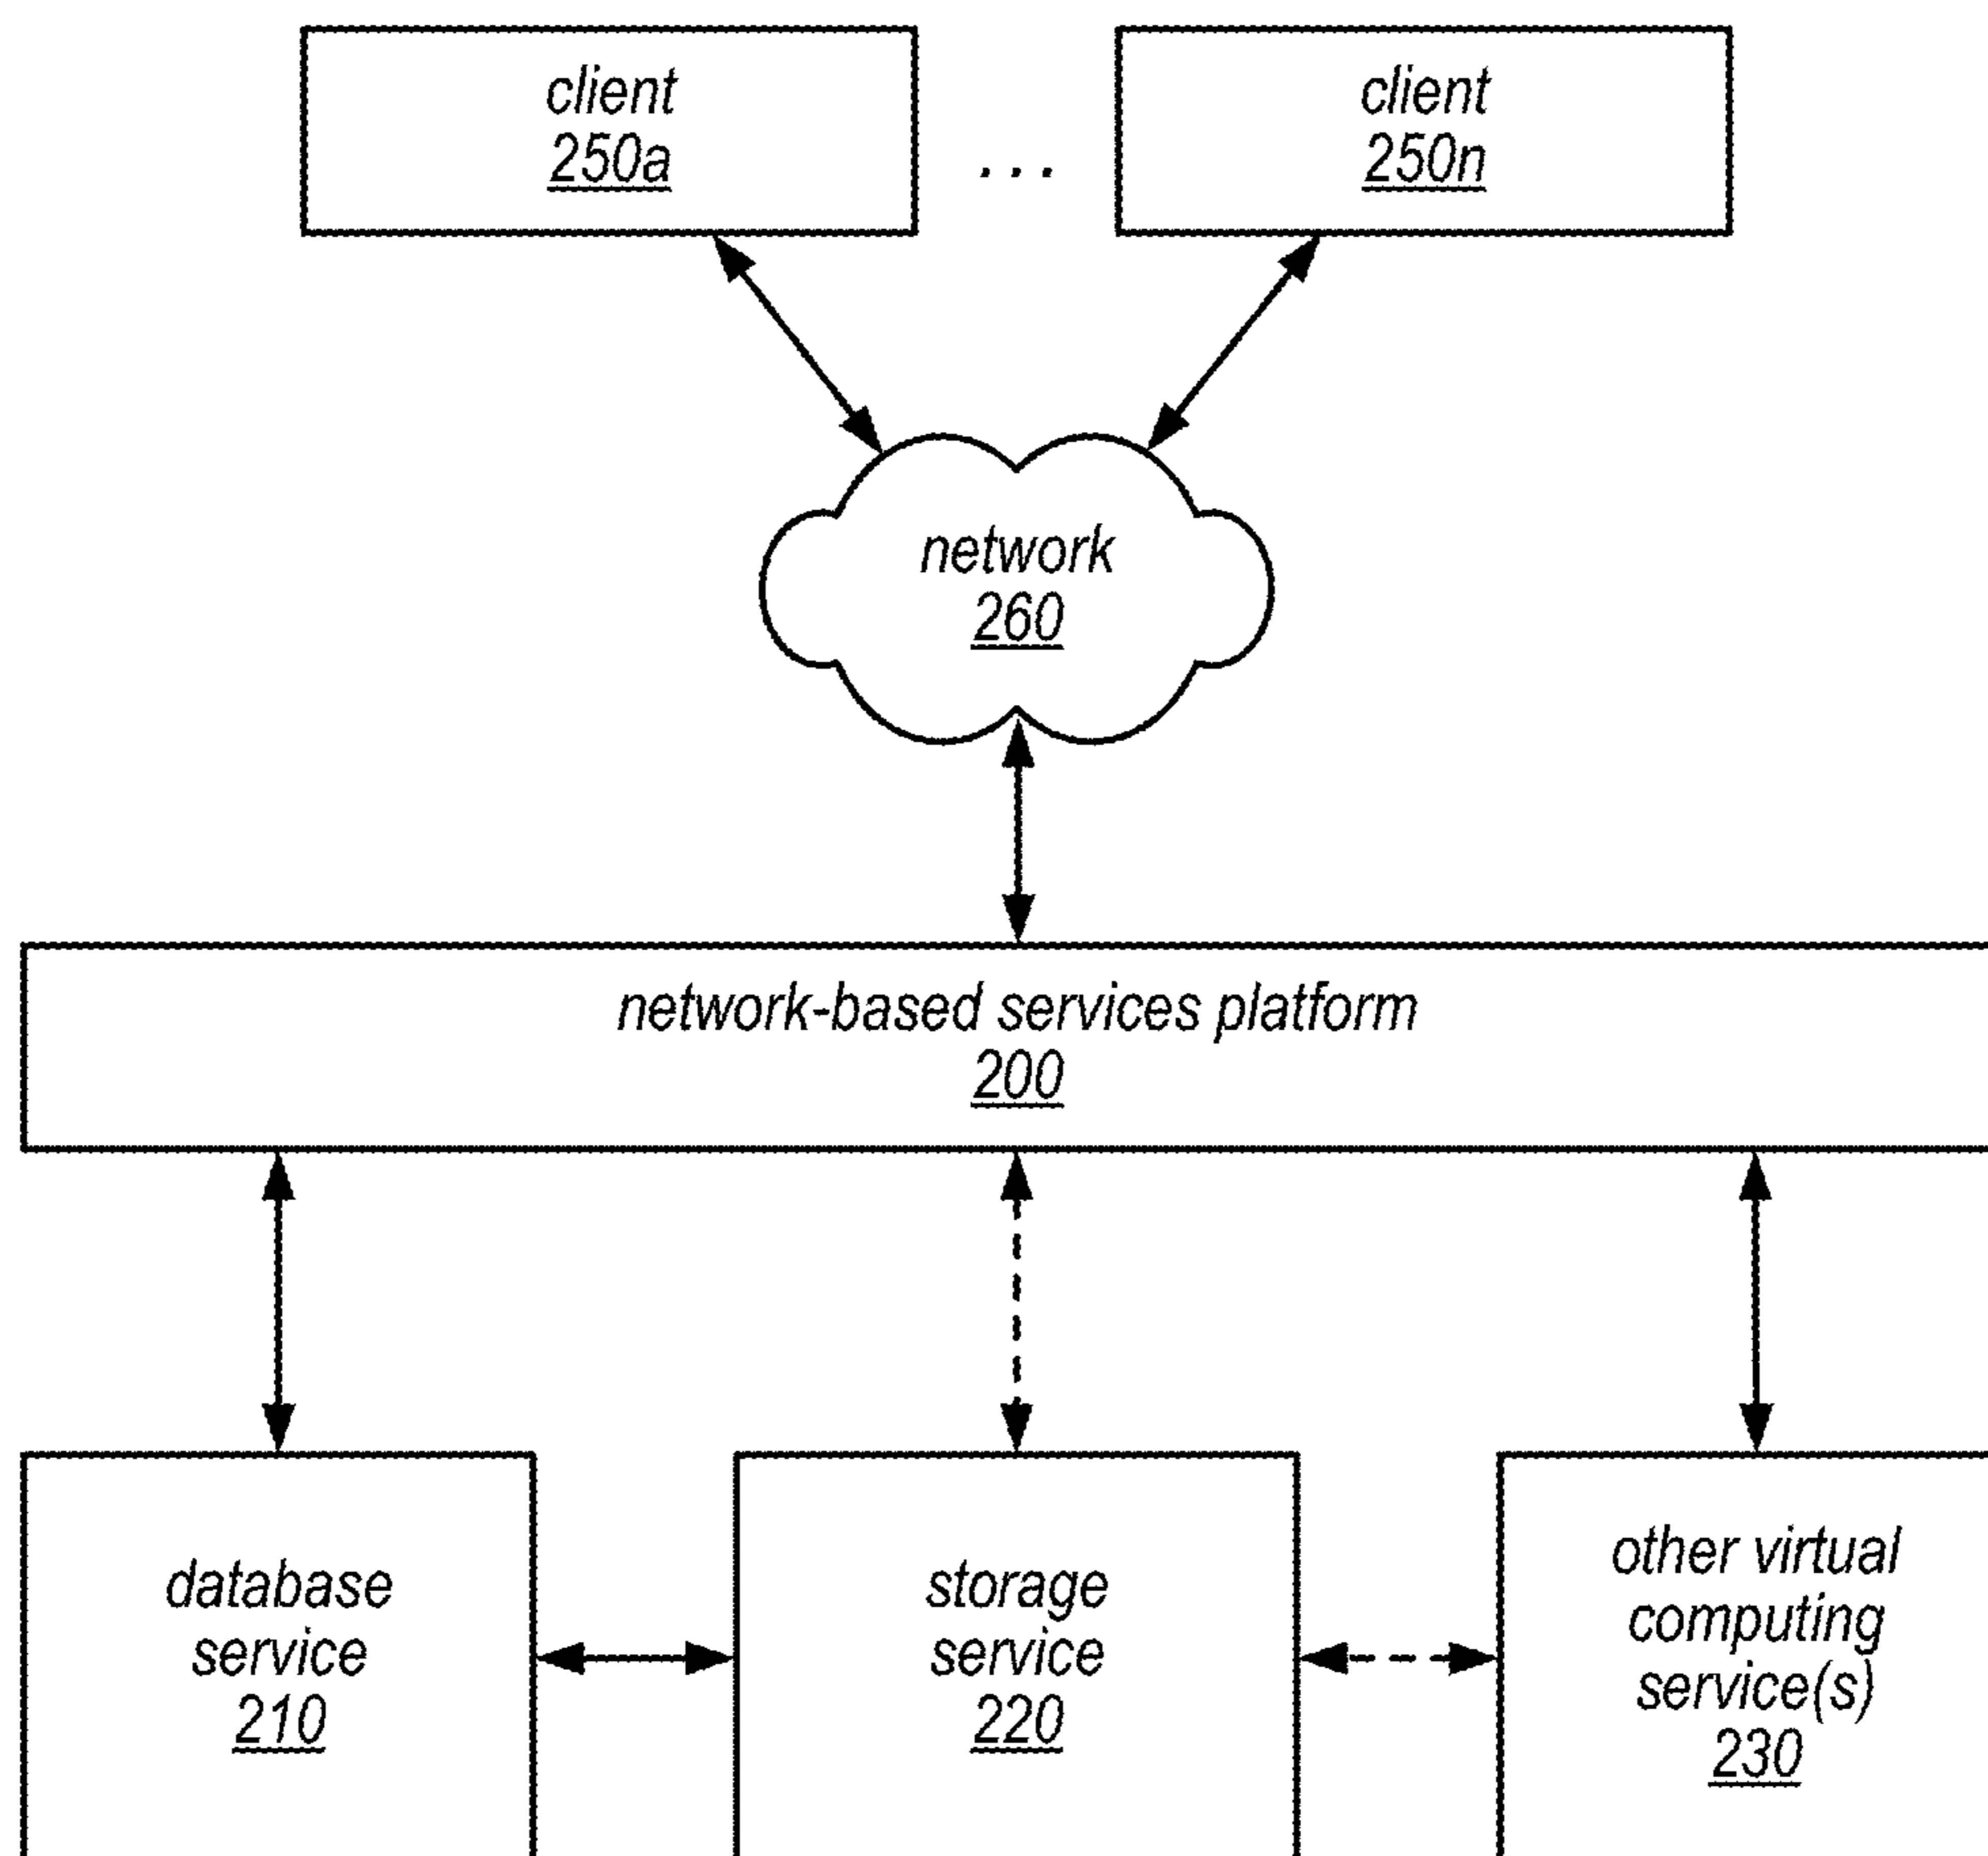 client
250a
...
client
250n
network
260
network-based services platform
200
database
service
210
storage
service
220
other virtual
computing
service(s)
230